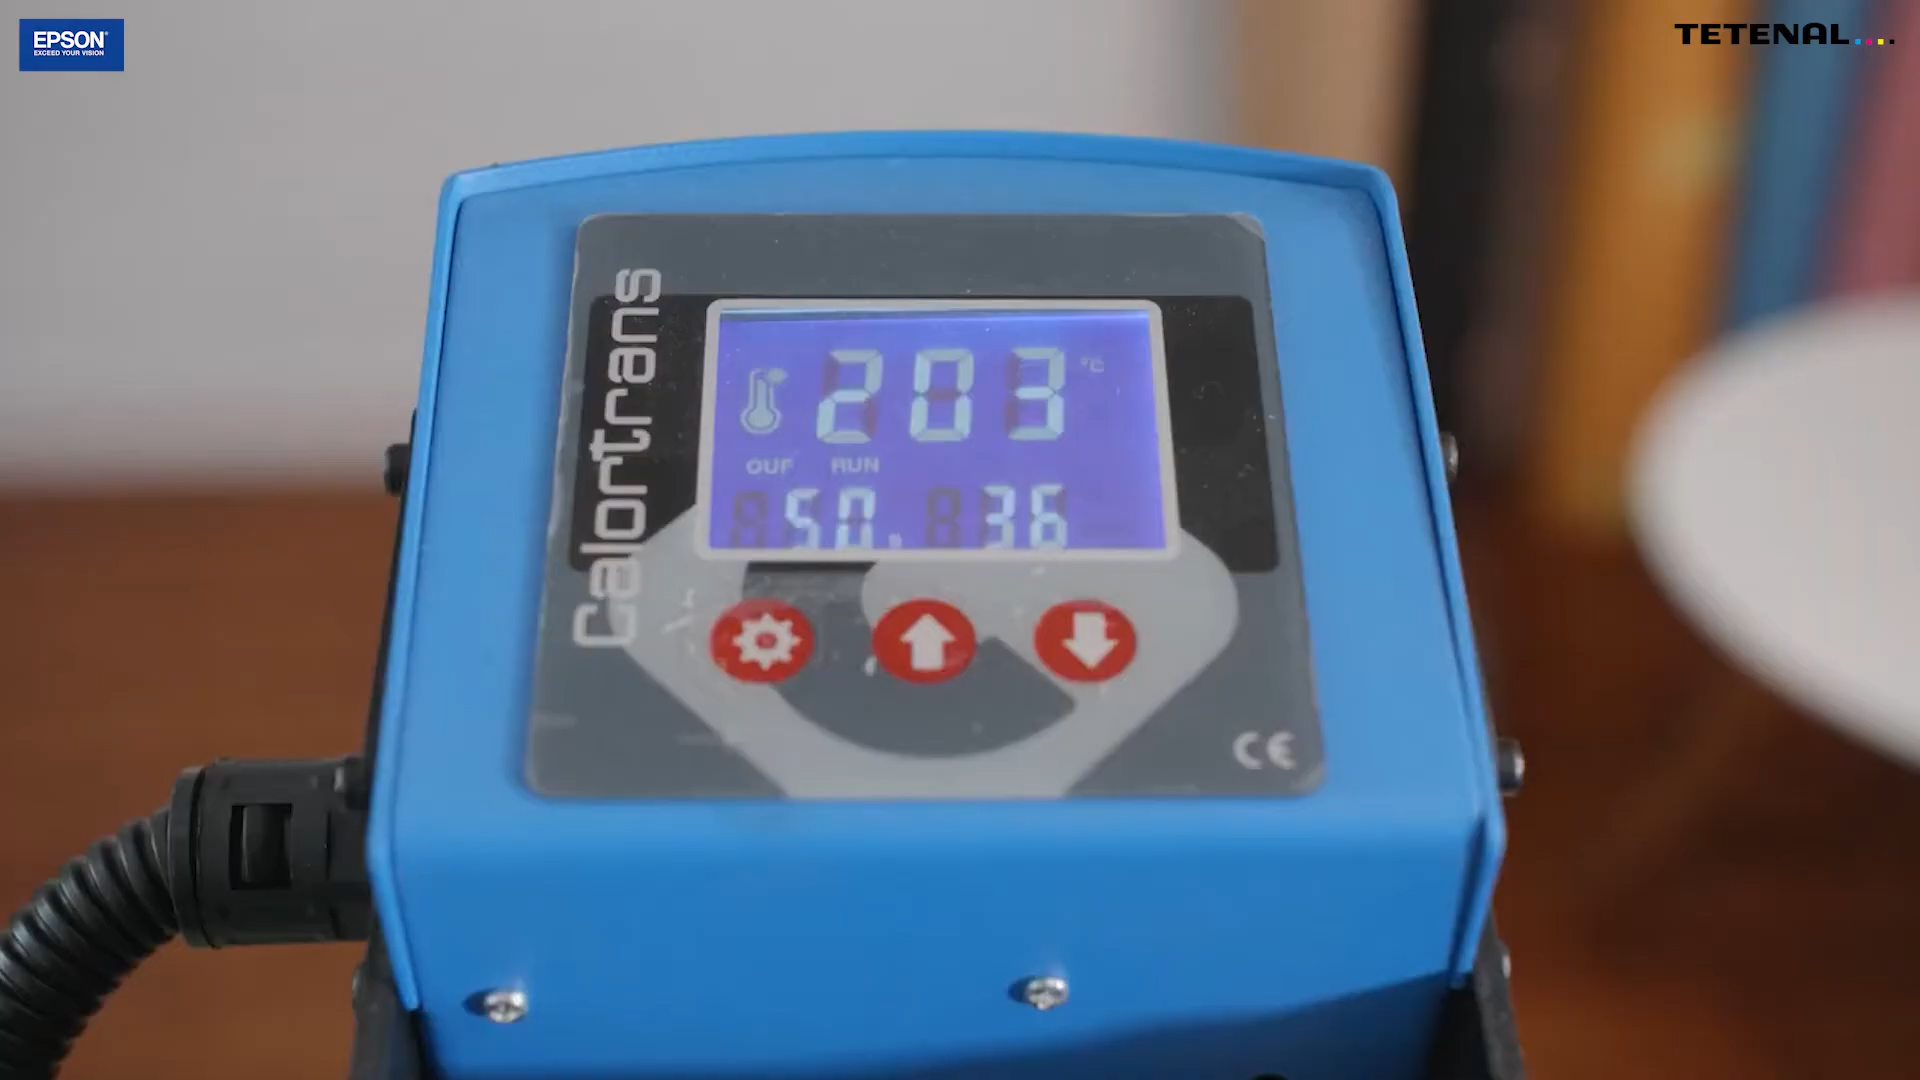 EPSON
EXCEED YOUR VISION
TETENAL
Calortrans
203 °C
OUF RUN
50. 36
CE